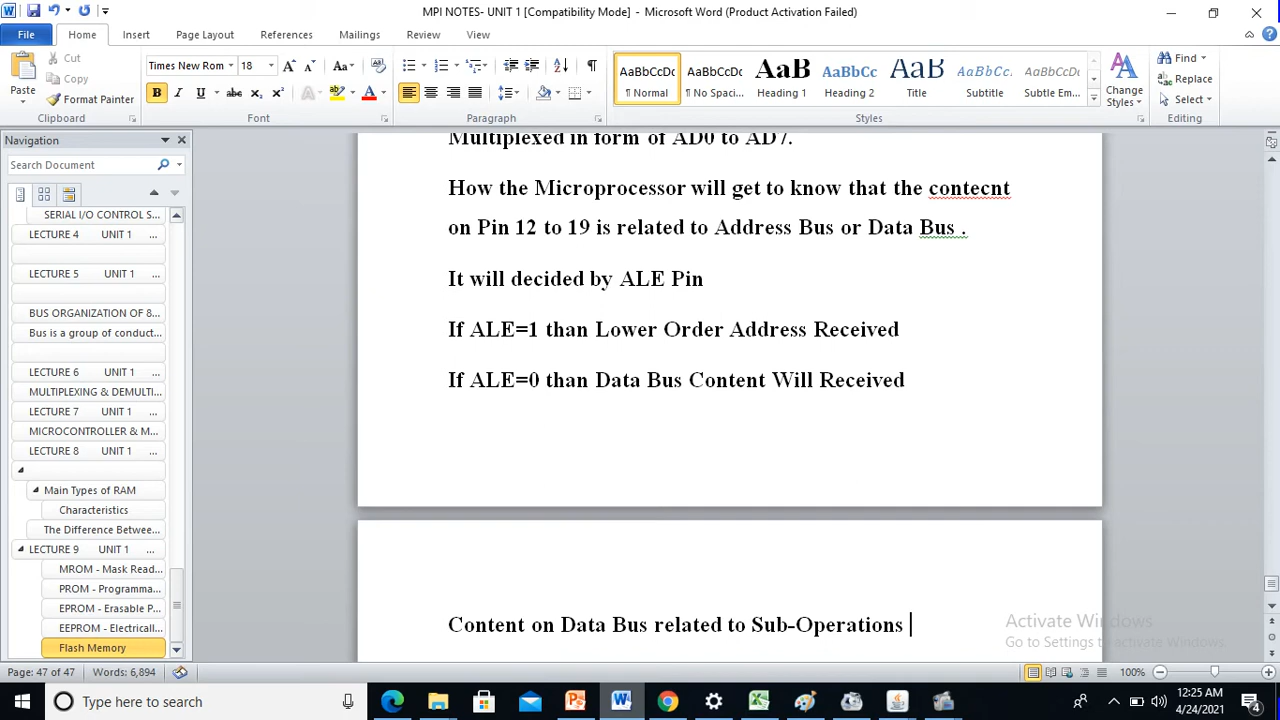 MPI NOTES- UNIT 1 [Compatibility Mode] - Microsoft Word (Product Activation Failed)
File Home Insert Page Layout References Mailings Review View
Paste
Cut
Copy
Format Painter
Clipboard
Times New Rom 18
Font
Paragraph
AaBbCcDc AaBbCcDc AaB AaBbCc AaB AaBbCcDc AaBbCcDc
¶ Normal ¶ No Spaci... Heading 1 Heading 2 Title Subtitle Subtle Em...
Change Styles
Styles
Find
Replace
Select
Editing
Navigation
Search Document
SERIAL I/O CONTROL S...
LECTURE 4 UNIT 1 ...
LECTURE 5 UNIT 1 ...
BUS ORGANIZATION OF 8...
Bus is a group of conduct...
LECTURE 6 UNIT 1 ...
MULTIPLEXING & DEMULTI...
LECTURE 7 UNIT 1 ...
MICROCONTROLLER & M...
LECTURE 8 UNIT 1 ...
Main Types of RAM
Characteristics
The Difference Betwee...
LECTURE 9 UNIT 1 ...
MROM - Mask Read...
PROM - Programma...
EPROM - Erasable P...
EEPROM - Electricall...
Flash Memory
Multiplexed in form of AD0 to AD7.
How the Microprocessor will get to know that the contecnt
on Pin 12 to 19 is related to Address Bus or Data Bus .
It will decided by ALE Pin
If ALE=1 than Lower Order Address Received
If ALE=0 than Data Bus Content Will Received
Content on Data Bus related to Sub-Operations
Activate Windows
Go to Settings to activate Windows.
Page: 47 of 47 Words: 6,894 100%
Type here to search
12:25 AM
4/24/2021
4